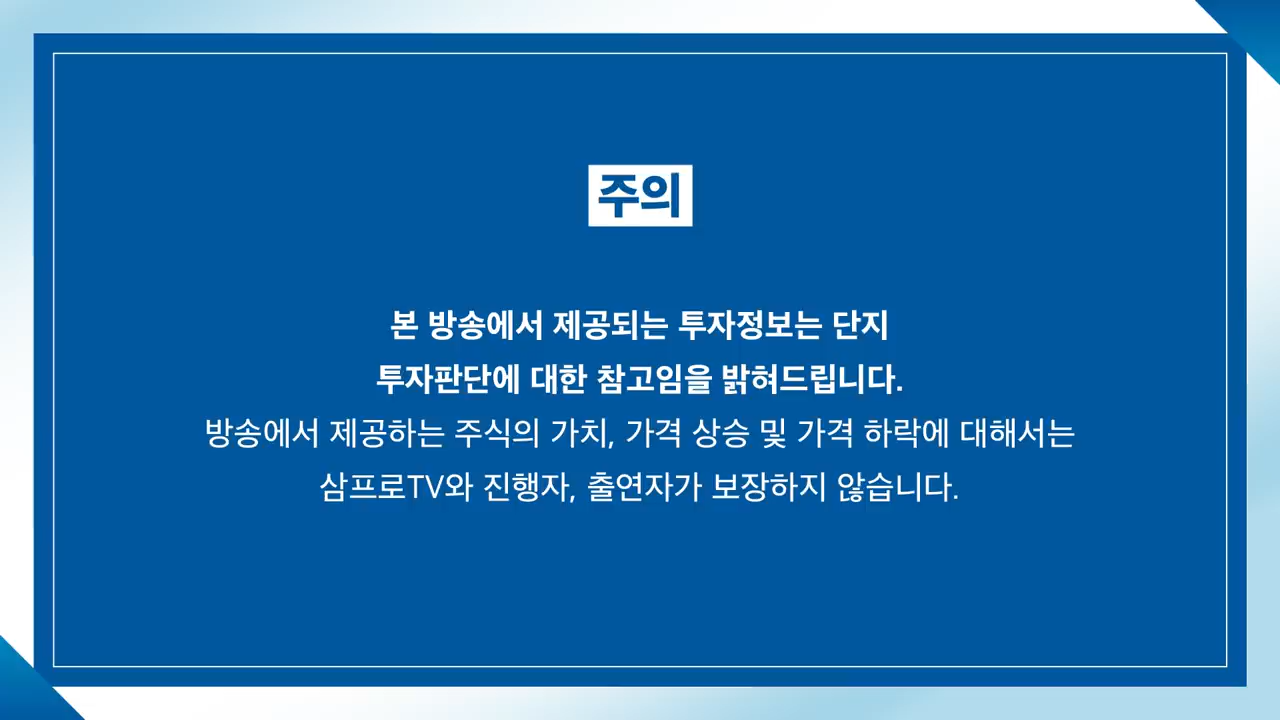 주의
본 방송에서 제공되는 투자정보는 단지
투자판단에 대한 참고임을 밝혀드립니다.
방송에서 제공하는 주식의 가치, 가격 상승 및 가격 하락에 대해서는
삼프로TV와 진행자, 출연자가 보장하지 않습니다.